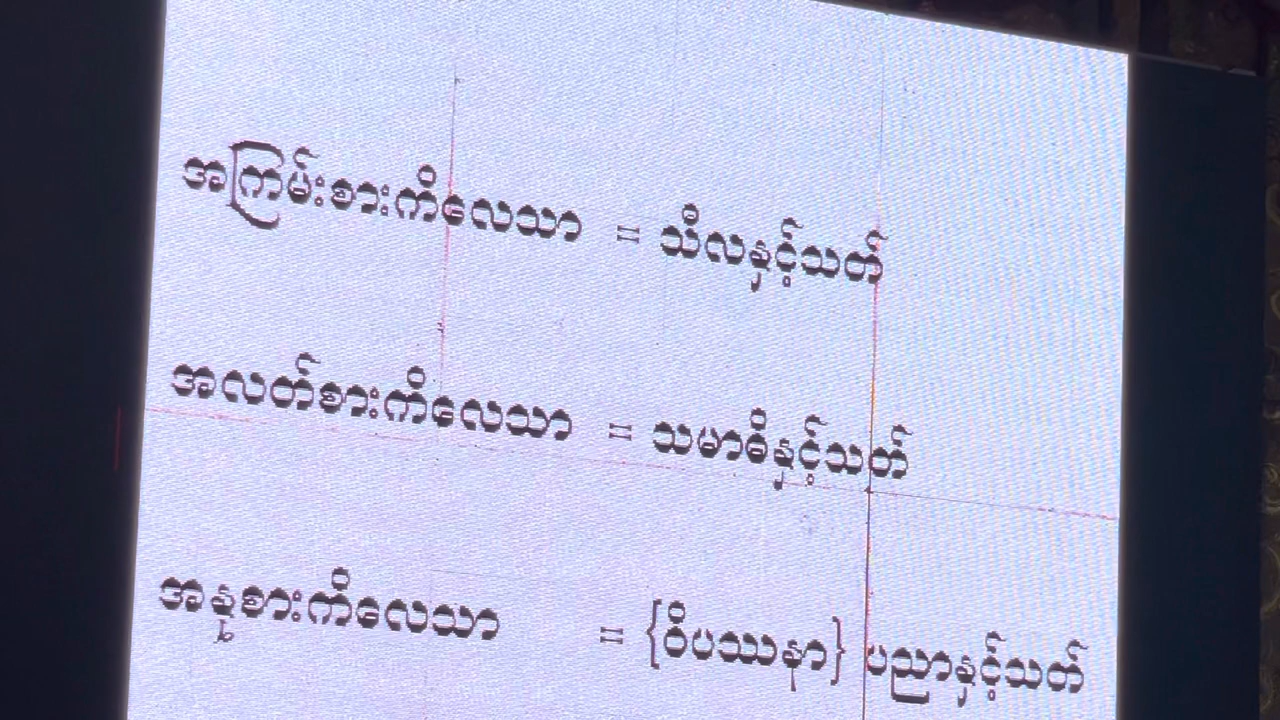 အကြမ်းစားကိလေသာ = သီလနှင့်သတ်
အလတ်စားကိလေသာ = သမာဓိနှင့်သတ်
အနုစားကိလေသာ = {ဝိပဿနာ} ပညာနှင့်သတ်